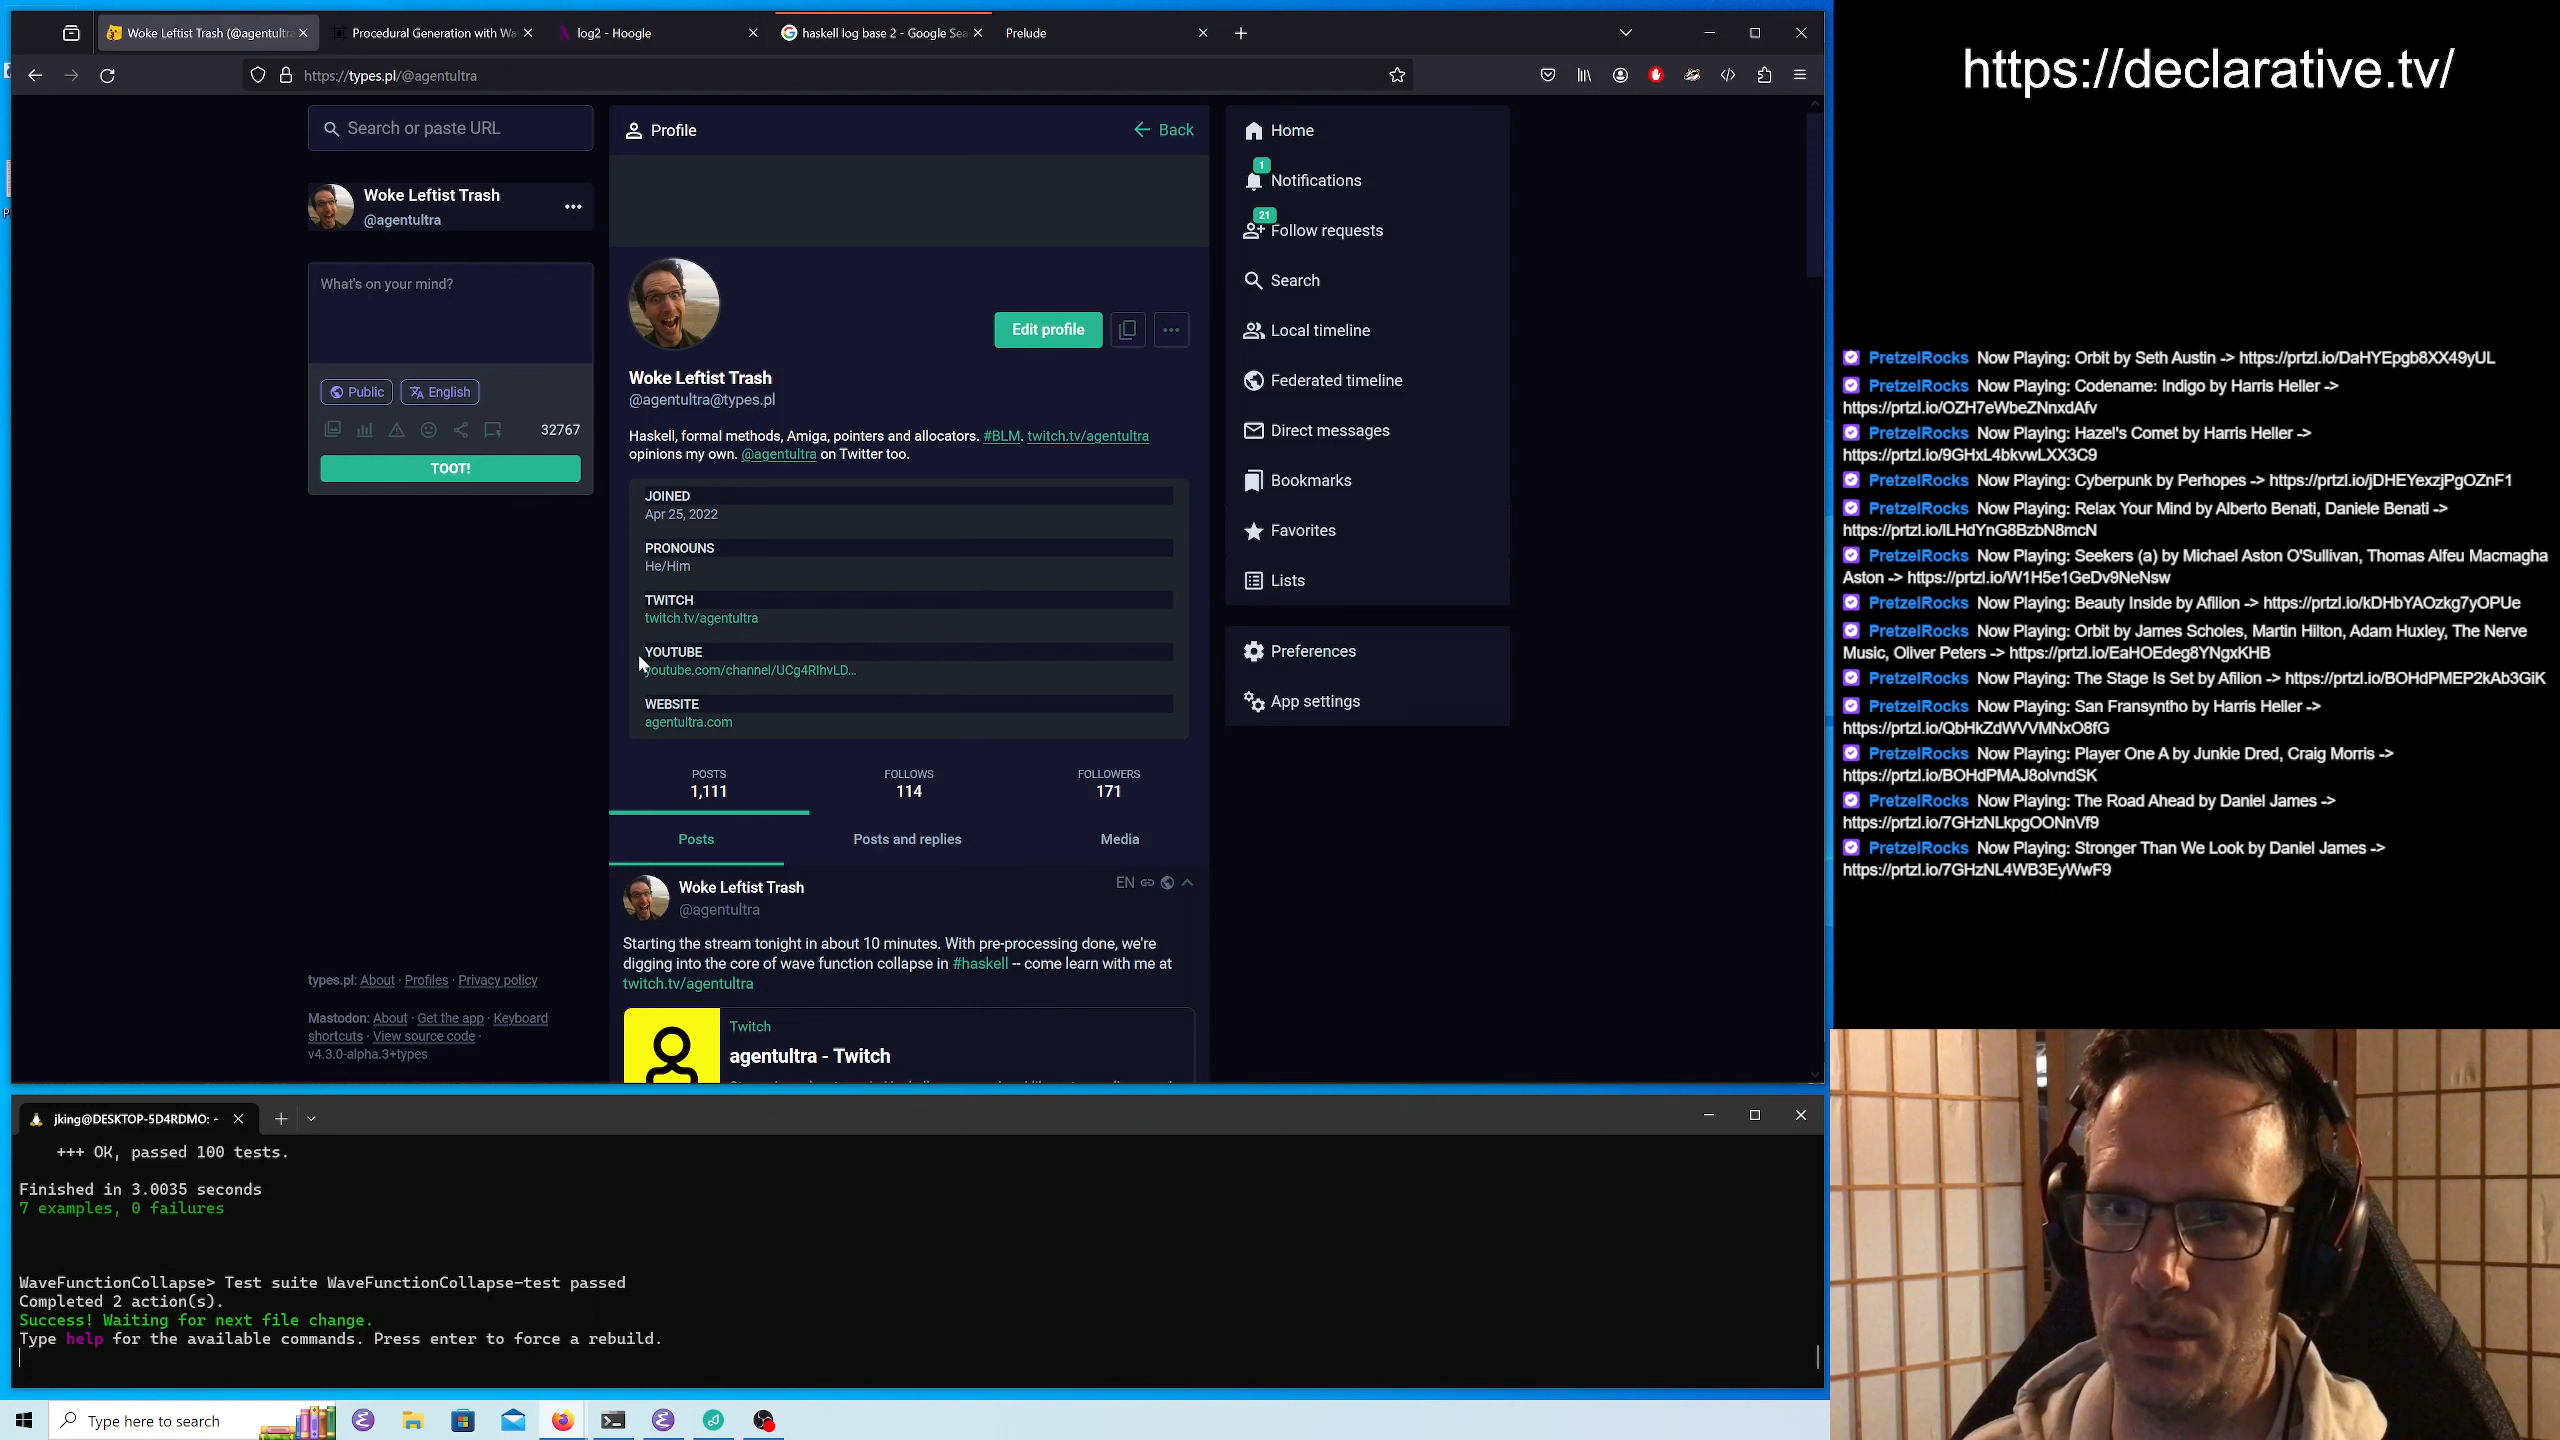 Woke Leftist Trash (@agentultra
Procedural Generation with Wa
log2 - Hoogle
haskell log base 2 - Google Sea
Prelude
https://types.pl/@agentultra
https://declarative.tv/
Search or paste URL
Woke Leftist Trash
@agentultra
What's on your mind?
Public
English
32767
TOOT!
types.pl: About · Profiles · Privacy policy
Mastodon: About · Get the app · Keyboard
shortcuts · View source code ·
v4.3.0-alpha.3+types
Profile
Back
Edit profile
Woke Leftist Trash
@agentultra@types.pl
Haskell, formal methods, Amiga, pointers and allocators. #BLM. twitch.tv/agentultra
opinions my own. @agentultra on Twitter too.
JOINED
Apr 25, 2022
PRONOUNS
He/Him
TWITCH
twitch.tv/agentultra
YOUTUBE
youtube.com/channel/UCg4RIhvLD…
WEBSITE
agentultra.com
POSTS
1,111
FOLLOWS
114
FOLLOWERS
171
Posts
Posts and replies
Media
Woke Leftist Trash
@agentultra
EN
Starting the stream tonight in about 10 minutes. With pre-processing done, we're
digging into the core of wave function collapse in #haskell -- come learn with me at
twitch.tv/agentultra
Twitch
agentultra - Twitch
Home
1
Notifications
21
Follow requests
Search
Local timeline
Federated timeline
Direct messages
Bookmarks
Favorites
Lists
Preferences
App settings
PretzelRocks Now Playing: Orbit by Seth Austin -> https://prtzl.io/DaHYEpgb8XX49yUL
PretzelRocks Now Playing: Codename: Indigo by Harris Heller ->
https://prtzl.io/OZH7eWbeZNnxdAfv
PretzelRocks Now Playing: Hazel's Comet by Harris Heller ->
https://prtzl.io/9GHxL4bkvwLXX3C9
PretzelRocks Now Playing: Cyberpunk by Perhopes -> https://prtzl.io/jDHEYexzjPgOZnF1
PretzelRocks Now Playing: Relax Your Mind by Alberto Benati, Daniele Benati ->
https://prtzl.io/lLHdYnG8BzbN8mcN
PretzelRocks Now Playing: Seekers (a) by Michael Aston O'Sullivan, Thomas Alfeu Macmagha
Aston -> https://prtzl.io/W1H5e1GeDv9NeNsw
PretzelRocks Now Playing: Beauty Inside by Afilion -> https://prtzl.io/kDHbYAOzkg7yOPUe
PretzelRocks Now Playing: Orbit by James Scholes, Martin Hilton, Adam Huxley, The Nerve
Music, Oliver Peters -> https://prtzl.io/EaHOEdeg8YNgxKHB
PretzelRocks Now Playing: The Stage Is Set by Afilion -> https://prtzl.io/BOHdPMEP2kAb3GiK
PretzelRocks Now Playing: San Fransyntho by Harris Heller ->
https://prtzl.io/QbHkZdWVVMNxO8fG
PretzelRocks Now Playing: Player One A by Junkie Dred, Craig Morris ->
https://prtzl.io/BOHdPMAJ8olvndSK
PretzelRocks Now Playing: The Road Ahead by Daniel James ->
https://prtzl.io/7GHzNLkpgOONnVf9
PretzelRocks Now Playing: Stronger Than We Look by Daniel James ->
https://prtzl.io/7GHzNL4WB3EyWwF9
jking@DESKTOP-5D4RDMO: ~
+++ OK, passed 100 tests.
Finished in 3.0035 seconds
7 examples, 0 failures
WaveFunctionCollapse> Test suite WaveFunctionCollapse-test passed
Completed 2 action(s).
Success! Waiting for next file change.
Type help for the available commands. Press enter to force a rebuild.
Type here to search